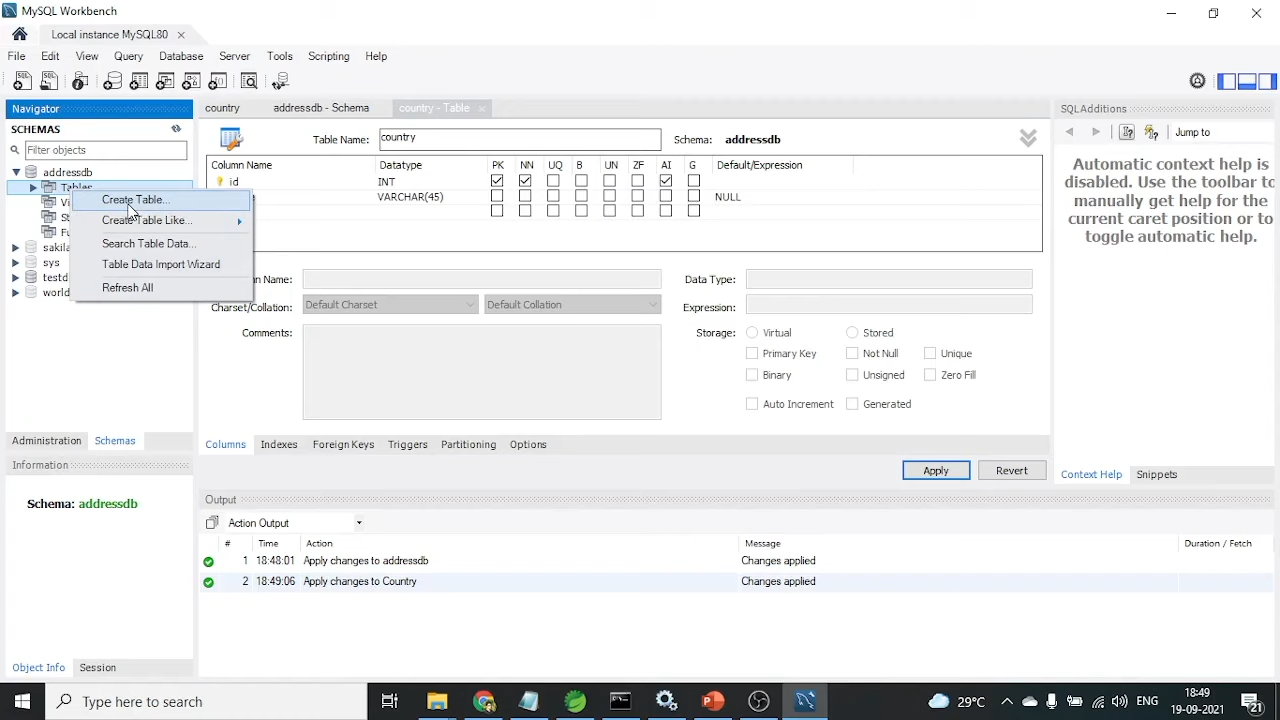 MySQL Workbench
Local instance MySQL80
File Edit View Query Database Server Tools Scripting Help
Navigator
SCHEMAS
Filter objects
addressdb
Tables
sakila
sys
testd
world
Create Table...
Create Table Like...
Search Table Data...
Table Data Import Wizard
Refresh All
Administration Schemas
Information
Schema: addressdb
Object Info Session
country addressdb - Schema country - Table
Table Name: country Schema: addressdb
Column Name Datatype PK NN UQ B UN ZF AI G Default/Expression
id INT
VARCHAR(45) NULL
Data Type:
Charset/Collation: Default Charset Default Collation Expression:
Comments: Storage: Virtual Stored
Primary Key Not Null Unique
Binary Unsigned Zero Fill
Auto Increment Generated
Columns Indexes Foreign Keys Triggers Partitioning Options
Apply Revert
Output
Action Output
# Time Action Message Duration / Fetch
1 18:48:01 Apply changes to addressdb Changes applied
2 18:49:06 Apply changes to Country Changes applied
SQLAdditions
Jump to
Automatic context help is
disabled. Use the toolbar to
manually get help for the
current caret position or to
toggle automatic help.
Context Help Snippets
Type here to search
29°C
ENG
18:49
19-09-2021
21